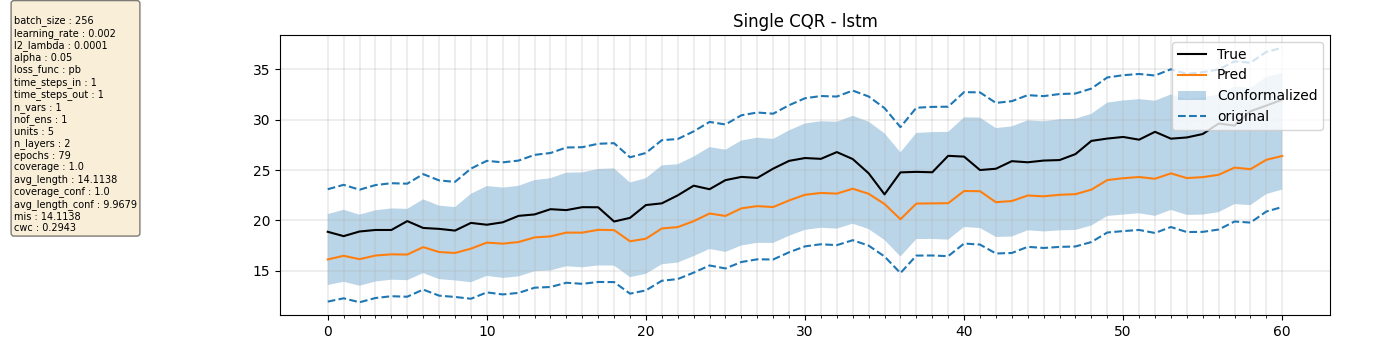 batch_size : 256
learning_rate : 0.002
l2_lambda : 0.0001
alpha : 0.05
loss_func : pb
time_steps_in : 1
time_steps_out : 1
n_vars : 1
nof_ens : 1
units : 5
n_layers : 2
epochs : 79
coverage : 1.0
avg_length : 14.1138
coverage_conf : 1.0
avg_length_conf : 9.9679
mis : 14.1138
cwc : 0.2943
Single CQR - lstm
True
Pred
Conformalized
original
35
30
25
20
15
0 10 20 30 40 50 60